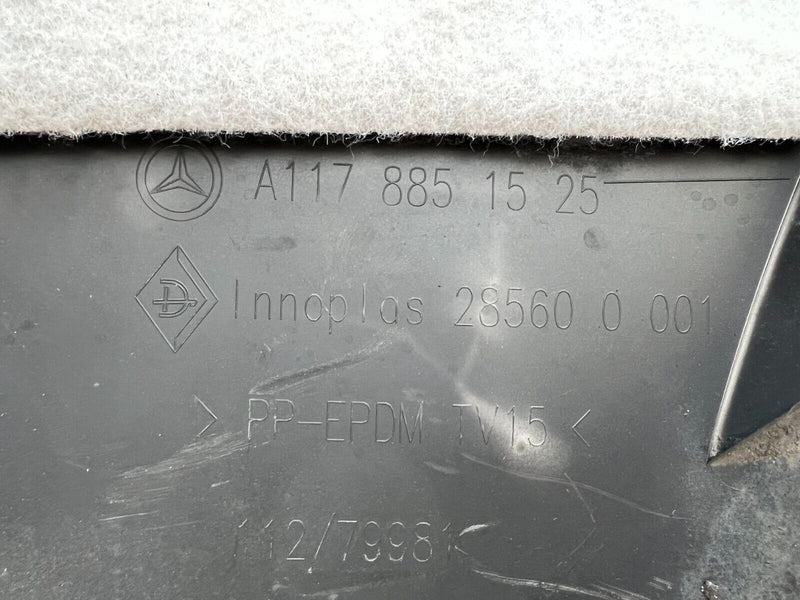 A117 885 15 25
Innoplas 28560 0 001
>PP-EPDM TV15<
112/79981